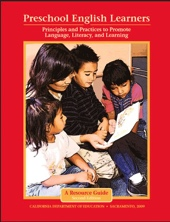 Preschool English Learners
Principles and Practices to Promote
Language, Literacy, and Learning
A Resource Guide
Second Edition
CALIFORNIA DEPARTMENT OF EDUCATION • SACRAMENTO, 2009